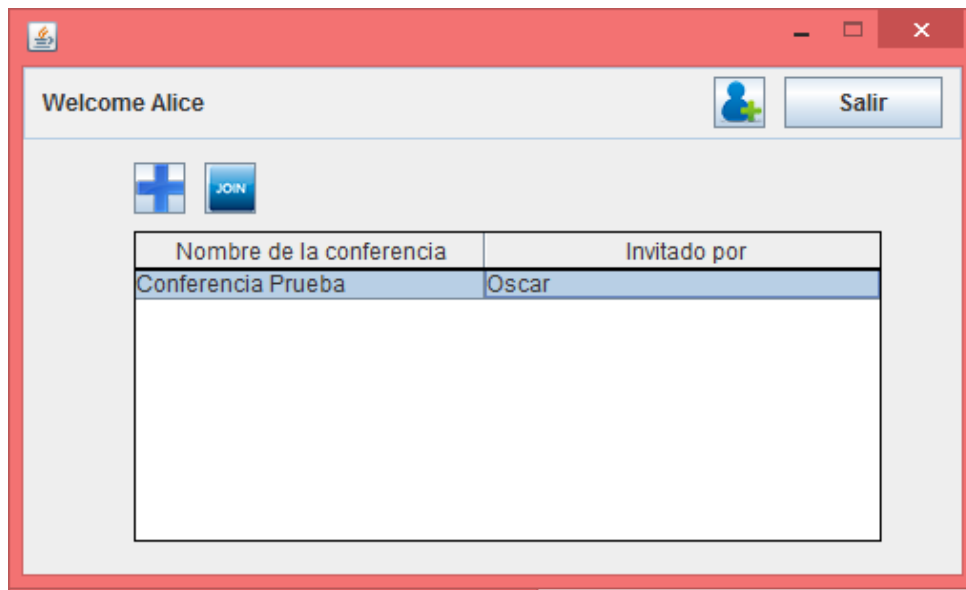 Welcome Alice
Salir
JOIN
Nombre de la conferencia Invitado por
Conferencia Prueba Oscar